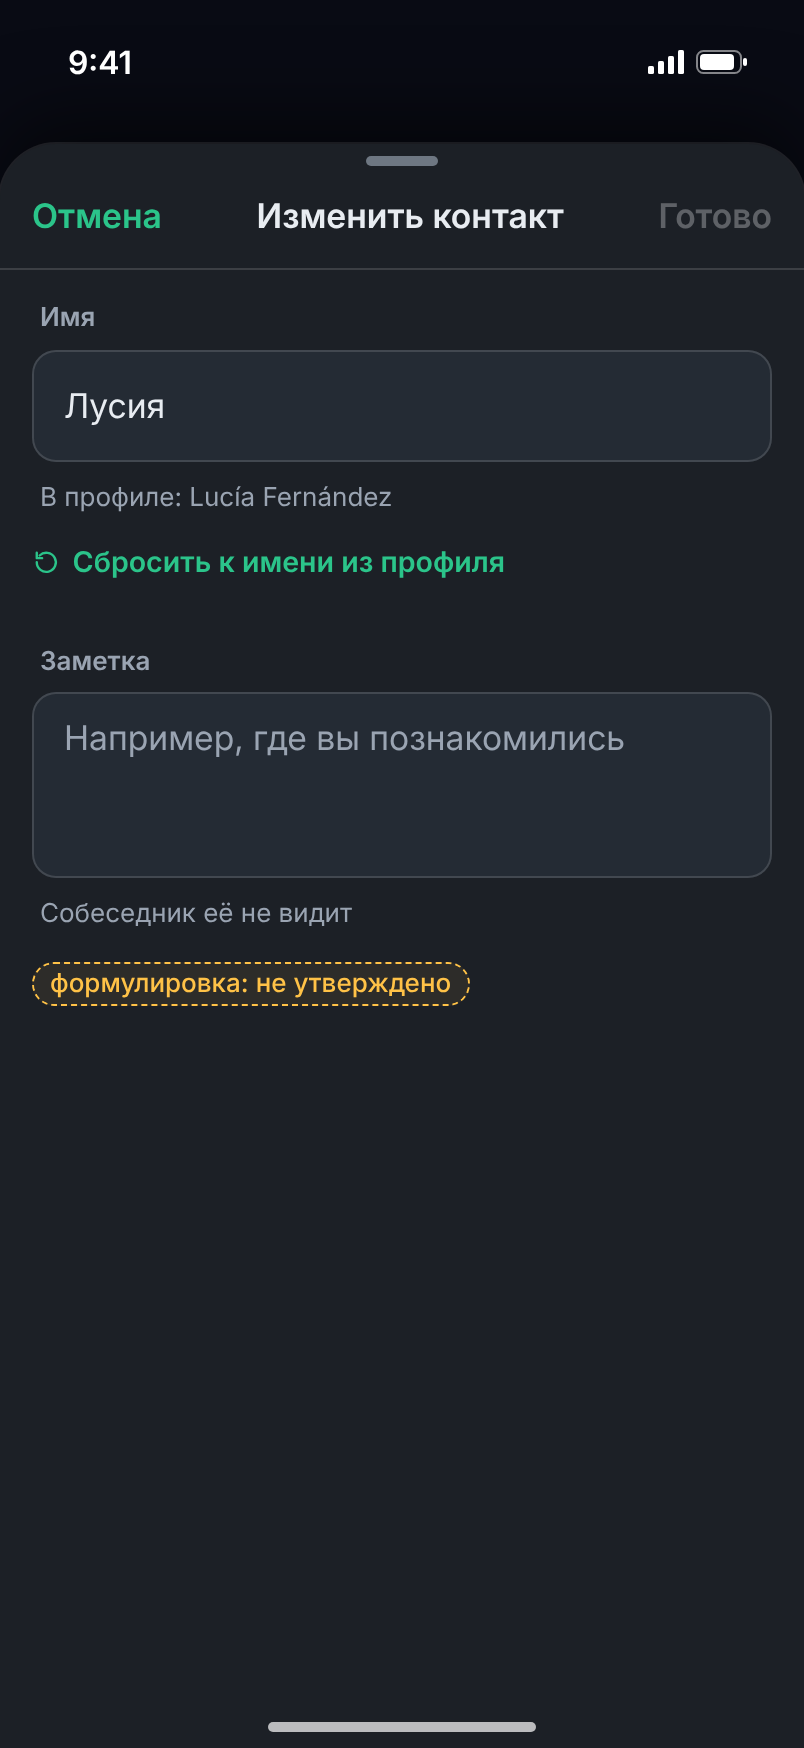 9:41
Отмена Изменить контакт Готово
Имя
Лусия
В профиле: Lucía Fernández
Сбросить к имени из профиля
Заметка
Например, где вы познакомились
Собеседник её не видит
формулировка: не утверждено